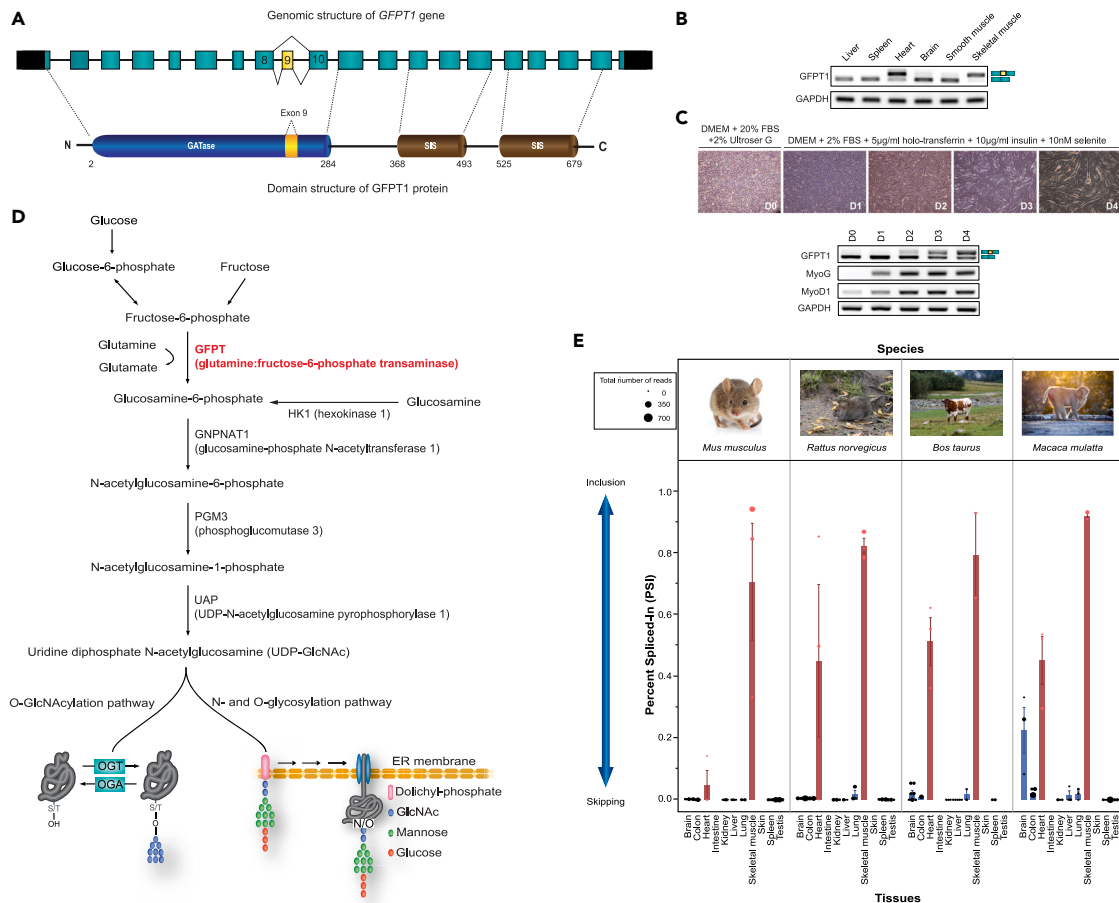 A
Genomic structure of GFPT1 gene
8
9
10
Exon 9
N
GATase
SIS
SIS
C
2
284
368
493
525
679
Domain structure of GFPT1 protein
B
Liver
Spleen
Heart
Brain
Smooth muscle
Skeletal muscle
GFPT1
GAPDH
C
DMEM + 20% FBS
+2% Ultroser G
DMEM + 2% FBS + 5µg/ml holo-transferrin + 10µg/ml insulin + 10nM selenite
D0
D1
D2
D3
D4
D0
D1
D2
D3
D4
GFPT1
MyoG
MyoD1
GAPDH
D
Glucose
Glucose-6-phosphate
Fructose
Fructose-6-phosphate
Glutamine
Glutamate
GFPT
(glutamine:fructose-6-phosphate transaminase)
Glucosamine-6-phosphate
Glucosamine
HK1 (hexokinase 1)
GNPNAT1
(glucosamine-phosphate N-acetyltransferase 1)
N-acetylglucosamine-6-phosphate
PGM3
(phosphoglucomutase 3)
N-acetylglucosamine-1-phosphate
UAP
(UDP-N-acetylglucosamine pyrophosphorylase 1)
Uridine diphosphate N-acetylglucosamine (UDP-GlcNAc)
O-GlcNAcylation pathway
N- and O-glycosylation pathway
OGT
OGA
S/T
OH
S/T
O
ER membrane
Dolichyl-phosphate
GlcNAc
Mannose
Glucose
N/O
E
Species
Total number of reads
0
350
700
Mus musculus
Rattus norvegicus
Bos taurus
Macaca mulatta
Inclusion
Skipping
Percent Spliced-In (PSI)
1.0
0.8
0.6
0.4
0.2
0.0
Brain
Colon
Heart
Intestine
Kidney
Liver
Lung
Skeletal muscle
Skin
Spleen
Testis
Brain
Colon
Heart
Intestine
Kidney
Liver
Lung
Skeletal muscle
Skin
Spleen
Testis
Brain
Colon
Heart
Intestine
Kidney
Liver
Lung
Skeletal muscle
Skin
Spleen
Testis
Brain
Colon
Heart
Intestine
Kidney
Liver
Lung
Skeletal muscle
Skin
Spleen
Testis
Tissues